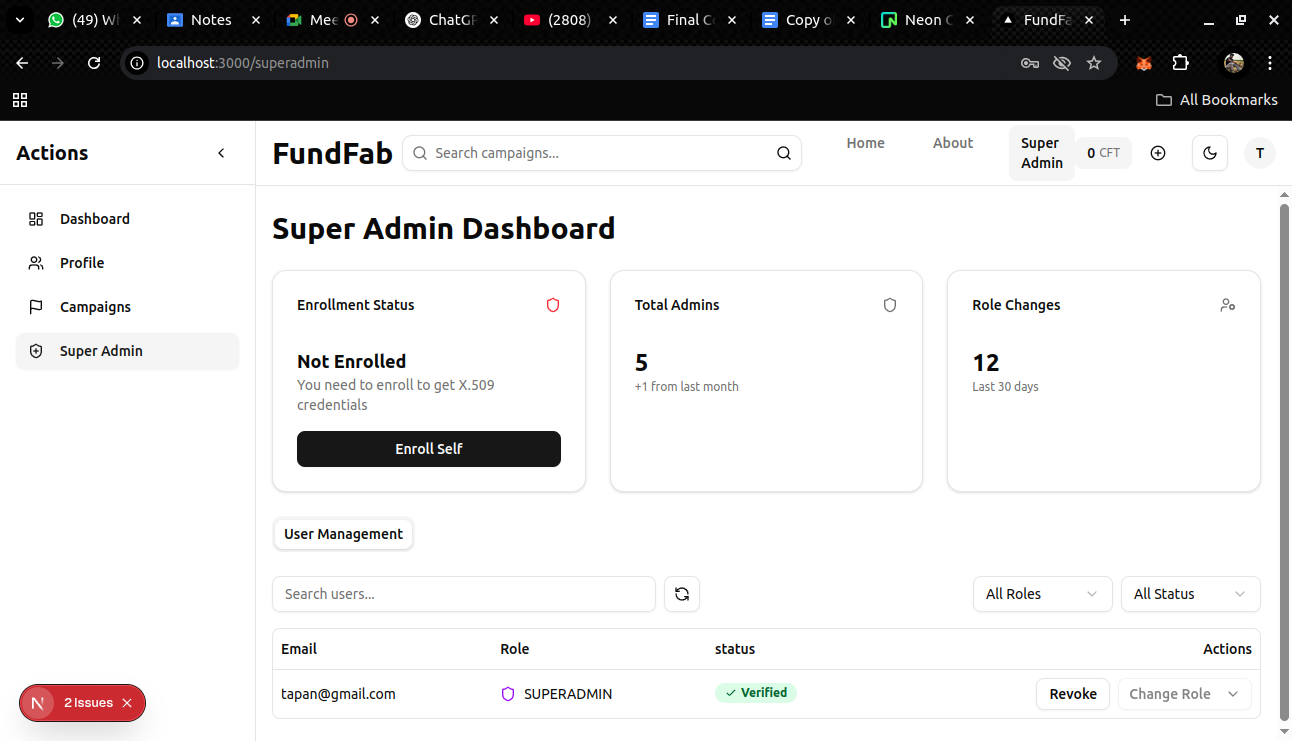 (49) Wh
Notes
Mee
ChatGP
(2808)
Final C
Copy o
Neon C
FundFa
localhost:3000/superadmin
All Bookmarks
Actions
Dashboard
Profile
Campaigns
Super Admin
FundFab
Search campaigns...
Home
About
Super
Admin
0 CFT
T
Super Admin Dashboard
Enrollment Status
Not Enrolled
You need to enroll to get X.509
credentials
Enroll Self
Total Admins
5
+1 from last month
Role Changes
12
Last 30 days
User Management
Search users...
All Roles
All Status
Email Role status Actions
tapan@gmail.com SUPERADMIN Verified Revoke Change Role
N 2 Issues